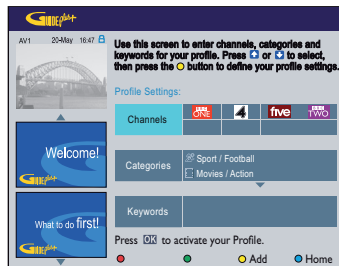 GUIDE plus+
AV1 20-May 16:47
Use this screen to enter channels, categories and
keywords for your profile. Press or to select,
then press the button to define your profile settings.
Profile Settings:
Channels BBC ONE 4 five BBC TWO
Welcome!
GUIDE plus+
Categories Sport / Football
Movies / Action
What to do first!
GUIDE plus+
Keywords
Press OK to activate your Profile.
Add Home